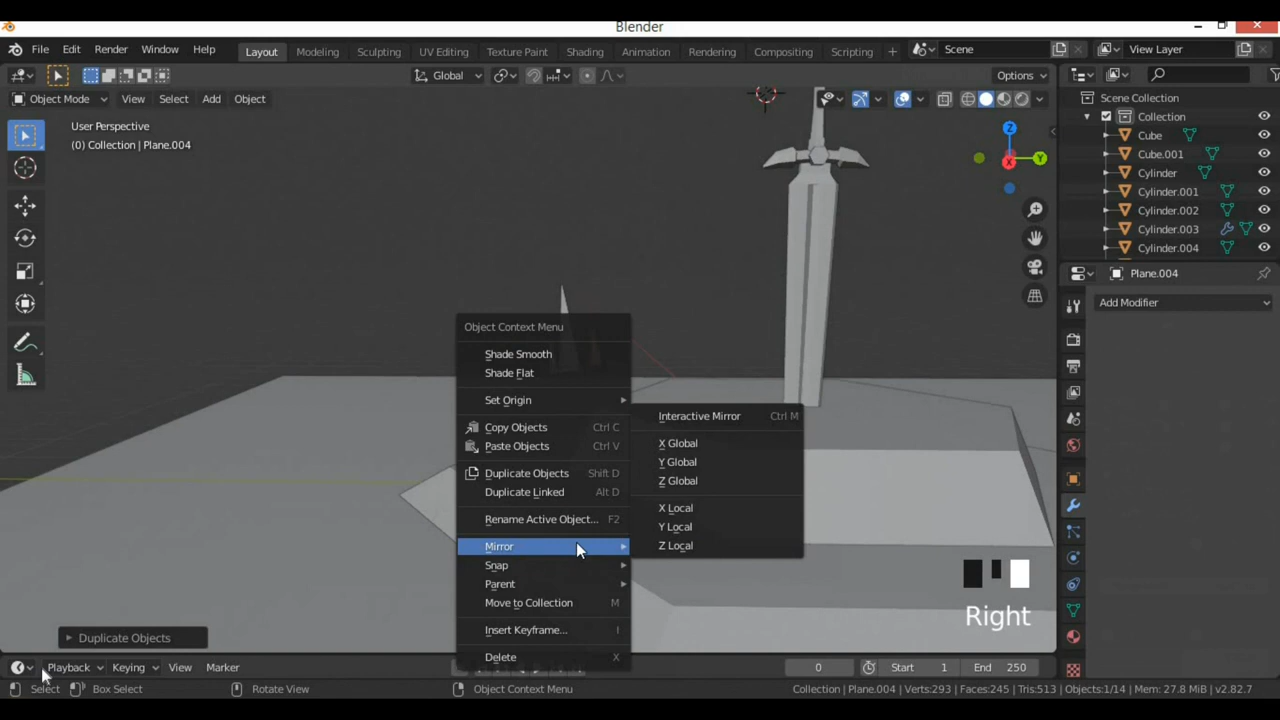 Blender
File Edit Render Window Help
Layout Modeling Sculpting UV Editing Texture Paint Shading Animation Rendering Compositing Scripting +
Scene
View Layer
Global
Options
Object Mode View Select Add Object
User Perspective
(0) Collection | Plane.004
Z
Y
X
Scene Collection
Collection
Cube
Cube.001
Cylinder
Cylinder.001
Cylinder.002
Cylinder.003
Cylinder.004
Plane.004
Add Modifier
Object Context Menu
Shade Smooth
Shade Flat
Set Origin
Copy Objects Ctrl C
Paste Objects Ctrl V
Duplicate Objects Shift D
Duplicate Linked Alt D
Rename Active Object... F2
Mirror
Snap
Parent
Move to Collection M
Insert Keyframe... I
Delete X
Interactive Mirror Ctrl M
X Global
Y Global
Z Global
X Local
Y Local
Z Local
Right
Duplicate Objects
Playback Keying View Marker
0
Start 1
End 250
Select Box Select Rotate View Object Context Menu
Collection | Plane.004 | Verts:293 | Faces:245 | Tris:513 | Objects:1/14 | Mem: 27.8 MiB | v2.82.7